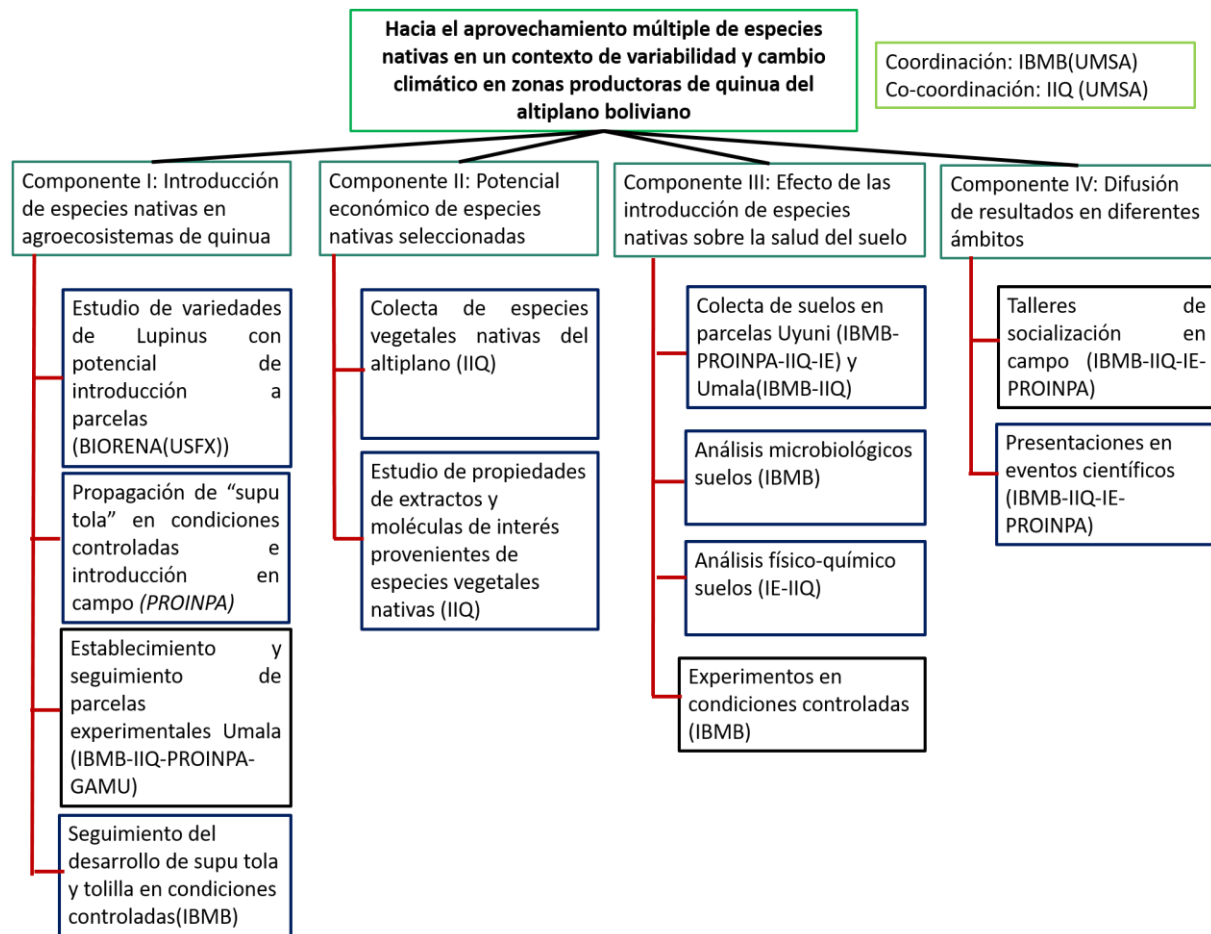 Hacia el aprovechamiento múltiple de especies
nativas en un contexto de variabilidad y cambio
climático en zonas productoras de quinua del
altiplano boliviano
Coordinación: IBMB(UMSA)
Co-coordinación: IIQ (UMSA)
Componente I: Introducción
de especies nativas en
agroecosistemas de quinua
Estudio de variedades
de Lupinus con
potencial de
introducción a
parcelas
(BIORENA(USFX))
Propagación de “supu
tola” en condiciones
controladas e
introducción en
campo (PROINPA)
Establecimiento y
seguimiento de
parcelas
experimentales Umala
(IBMB-IIQ-PROINPA-
GAMU)
Seguimiento del
desarrollo de supu tola
y tolilla en condiciones
controladas(IBMB)
Componente II: Potencial
económico de especies
nativas seleccionadas
Colecta de especies
vegetales nativas del
altiplano (IIQ)
Estudio de propiedades
de extractos y
moléculas de interés
provenientes de
especies vegetales
nativas (IIQ)
Componente III: Efecto de las
introducción de especies
nativas sobre la salud del suelo
Colecta de suelos en
parcelas Uyuni (IBMB-
PROINPA-IIQ-IE) y
Umala(IBMB-IIQ)
Análisis microbiológicos
suelos (IBMB)
Análisis físico-químico
suelos (IE-IIQ)
Experimentos en
condiciones controladas
(IBMB)
Componente IV: Difusión
de resultados en diferentes
ámbitos
Talleres de
socialización en
campo (IBMB-IIQ-IE-
PROINPA)
Presentaciones en
eventos científicos
(IBMB-IIQ-IE-
PROINPA)